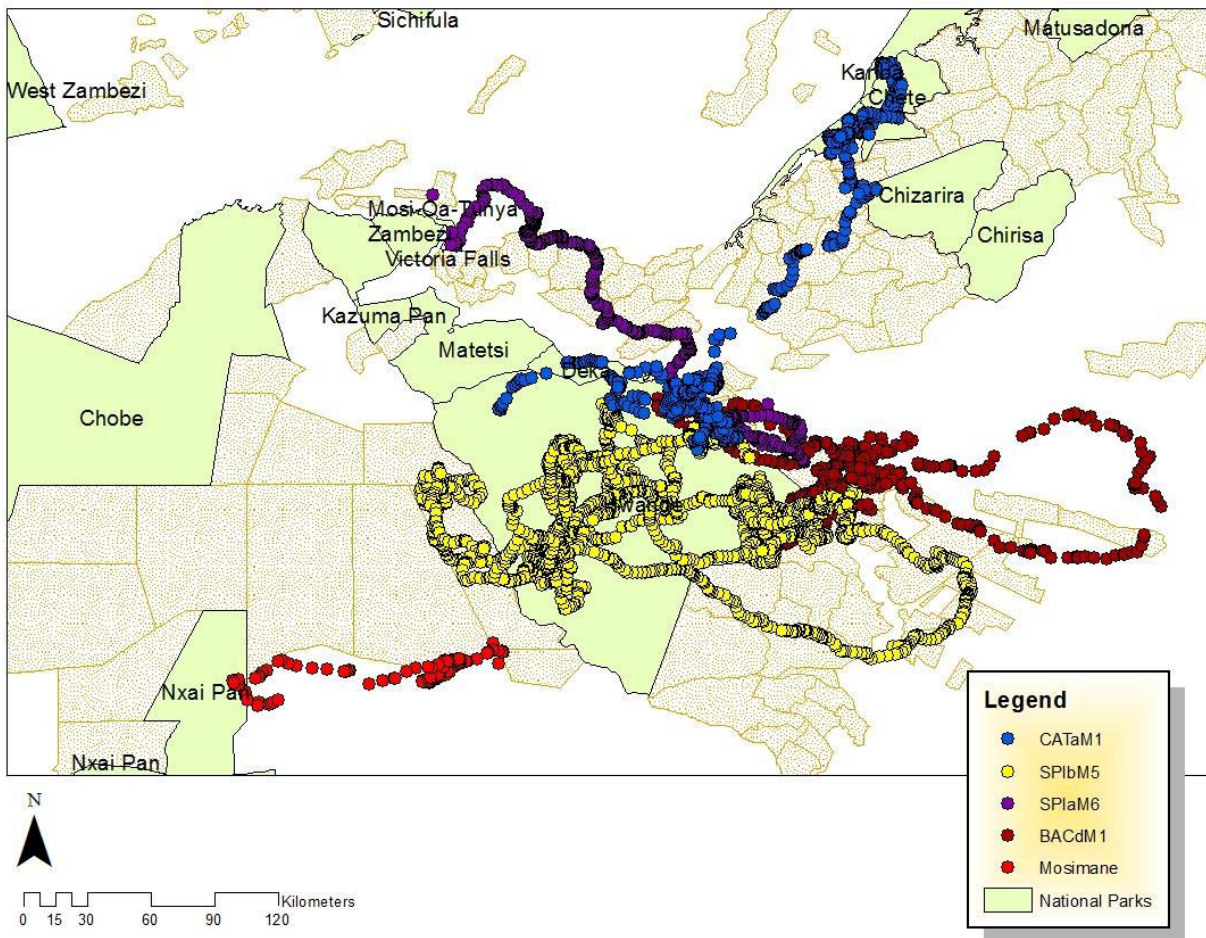 Sichifula
Matusadona
West Zambezi
Kariba
Chete
Chizarira
Mosi-Oa-Tunya
Zambezi
Victoria Falls
Chirisa
Kazuma Pan
Matetsi
Deka
Chobe
Hwange
Nxai Pan
Nxai Pan
Legend
CATaM1
SPIbM5
SPIaM6
BACdM1
Mosimane
National Parks
N
Kilometers
0 15 30 60 90 120